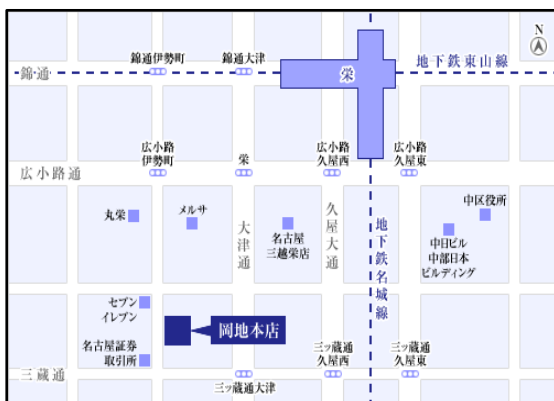 N
錦通伊勢町
錦通大津
地下鉄東山線
錦通
栄
広小路
伊勢町
栄
広小路
久屋西
広小路
久屋東
広小路通
丸栄
メルサ
大津通
名古屋
三越栄店
久屋大通
地下鉄名城線
中区役所
中日ビル
中部日本
ビルディング
セブン
イレブン
岡地本店
名古屋証券
取引所
三ッ蔵通
久屋西
三ッ蔵通
久屋東
三蔵通
三ッ蔵通大津